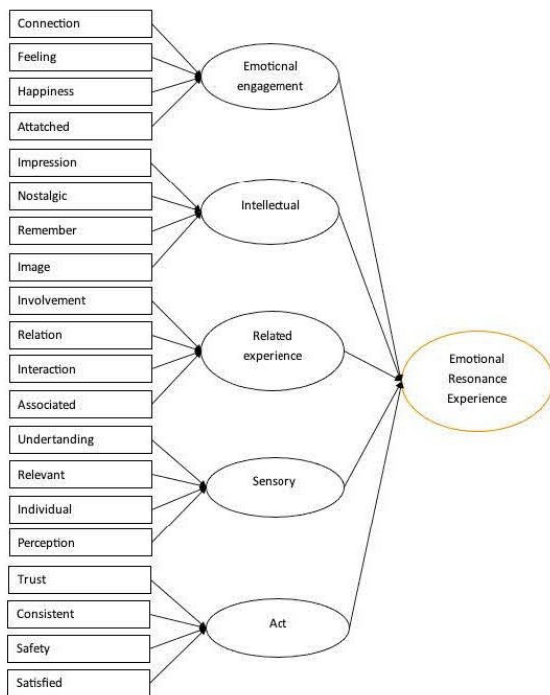 Connection
Feeling
Happiness
Attatched
Emotional
engagement
Impression
Nostalgic
Remember
Image
Intellectual
Involvement
Relation
Interaction
Associated
Related
experience
Undertanding
Relevant
Individual
Perception
Sensory
Trust
Consistent
Safety
Satisfied
Act
Emotional
Resonance
Experience